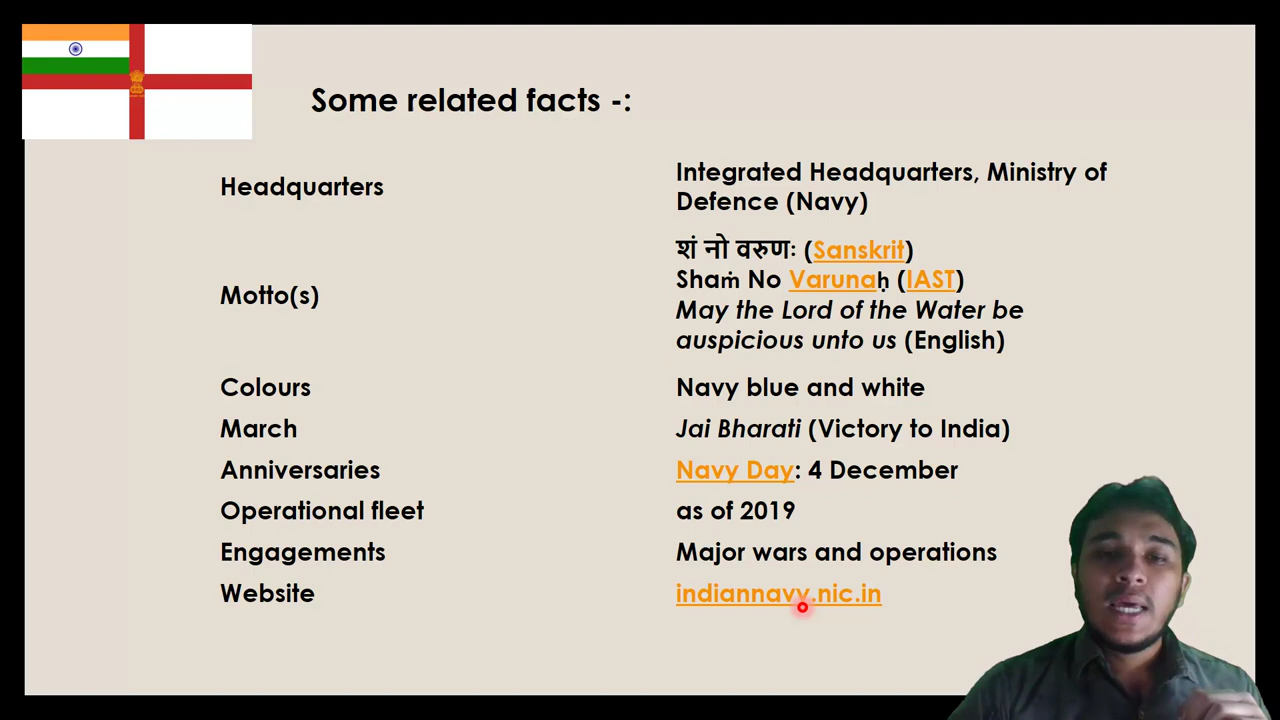 Some related facts -:
Headquarters
Integrated Headquarters, Ministry of
Defence (Navy)
Motto(s)
शं नो वरुणः (Sanskrit)
Shaṁ No Varunaḥ (IAST)
May the Lord of the Water be
auspicious unto us (English)
Colours
Navy blue and white
March
Jai Bharati (Victory to India)
Anniversaries
Navy Day: 4 December
Operational fleet
as of 2019
Engagements
Major wars and operations
Website
indiannavy.nic.in